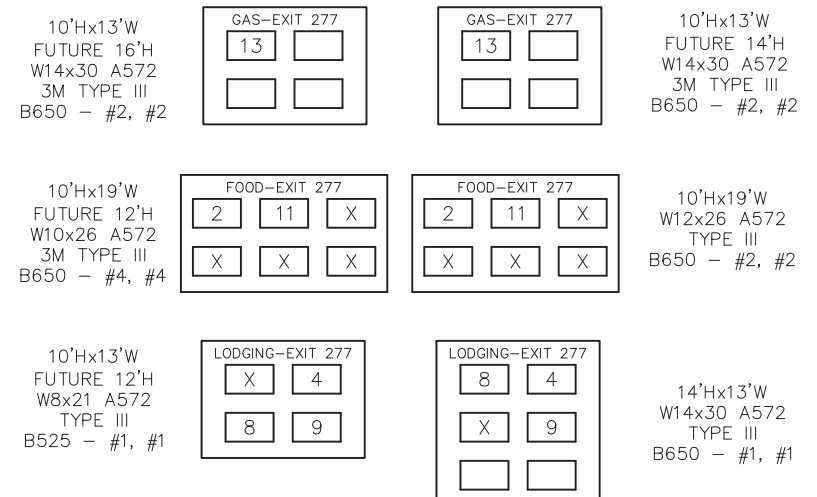 10'Hx13'W
FUTURE 16'H
W14x30 A572
3M TYPE III
B650 – #2, #2
GAS–EXIT 277
13
GAS–EXIT 277
13
10'Hx13'W
FUTURE 14'H
W14x30 A572
3M TYPE III
B650 – #2, #2
10'Hx19'W
FUTURE 12'H
W10x26 A572
3M TYPE III
B650 – #4, #4
FOOD–EXIT 277
2 11 X
X X X
FOOD–EXIT 277
2 11 X
X X X
10'Hx19'W
W12x26 A572
TYPE III
B650 – #2, #2
10'Hx13'W
FUTURE 12'H
W8x21 A572
TYPE III
B525 – #1, #1
LODGING–EXIT 277
X 4
8 9
LODGING–EXIT 277
8 4
X 9
14'Hx13'W
W14x30 A572
TYPE III
B650 – #1, #1